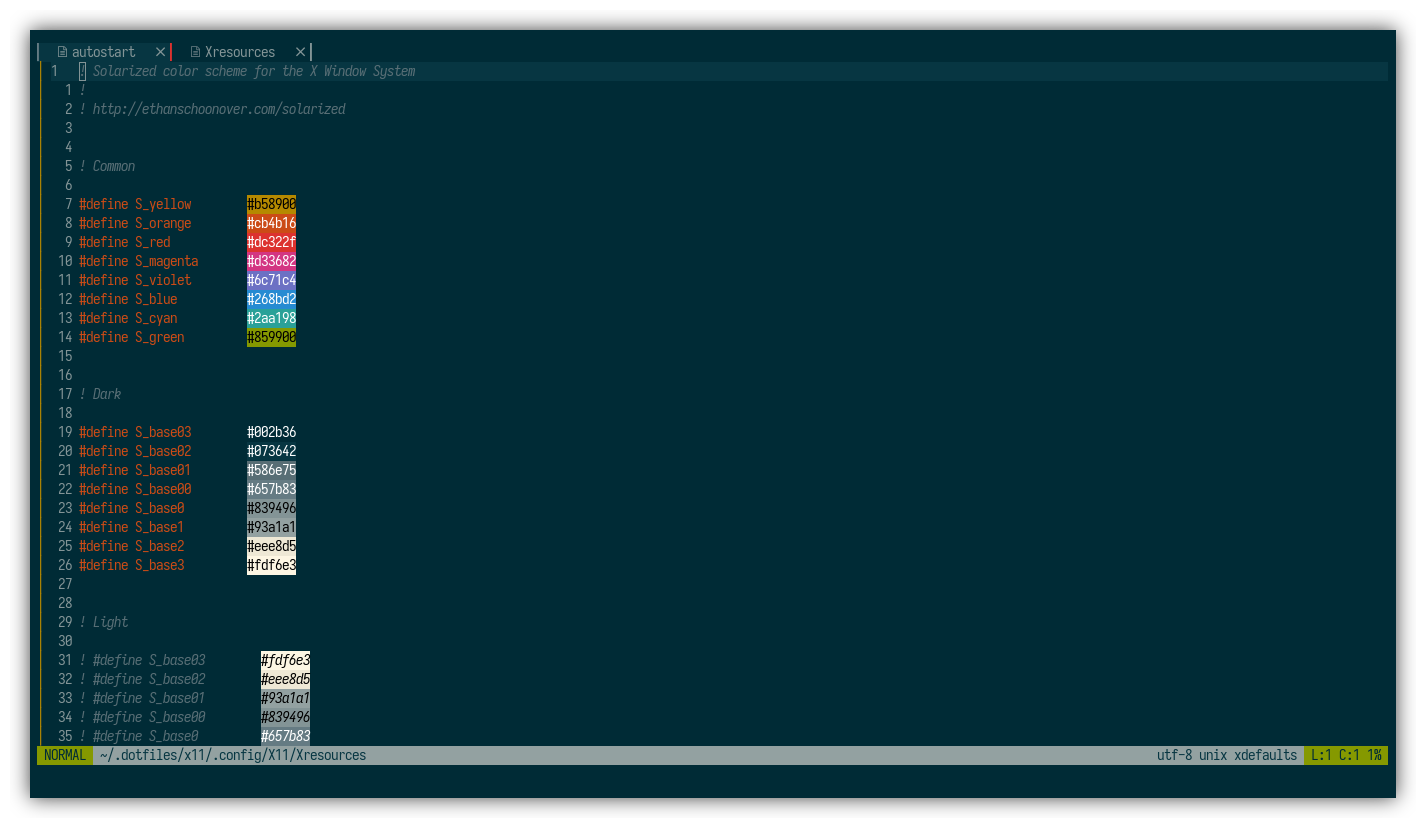 autostart × Xresources ×
1 ! Solarized color scheme for the X Window System
1 !
2 ! http://ethanschoonover.com/solarized
3
4
5 ! Common
6
7 #define S_yellow #b58900
8 #define S_orange #cb4b16
9 #define S_red #dc322f
10 #define S_magenta #d33682
11 #define S_violet #6c71c4
12 #define S_blue #268bd2
13 #define S_cyan #2aa198
14 #define S_green #859900
15
16
17 ! Dark
18
19 #define S_base03 #002b36
20 #define S_base02 #073642
21 #define S_base01 #586e75
22 #define S_base00 #657b83
23 #define S_base0 #839496
24 #define S_base1 #93a1a1
25 #define S_base2 #eee8d5
26 #define S_base3 #fdf6e3
27
28
29 ! Light
30
31 ! #define S_base03 #fdf6e3
32 ! #define S_base02 #eee8d5
33 ! #define S_base01 #93a1a1
34 ! #define S_base00 #839496
35 ! #define S_base0 #657b83
NORMAL ~/.dotfiles/x11/.config/X11/Xresources utf-8 unix xdefaults L:1 C:1 1%